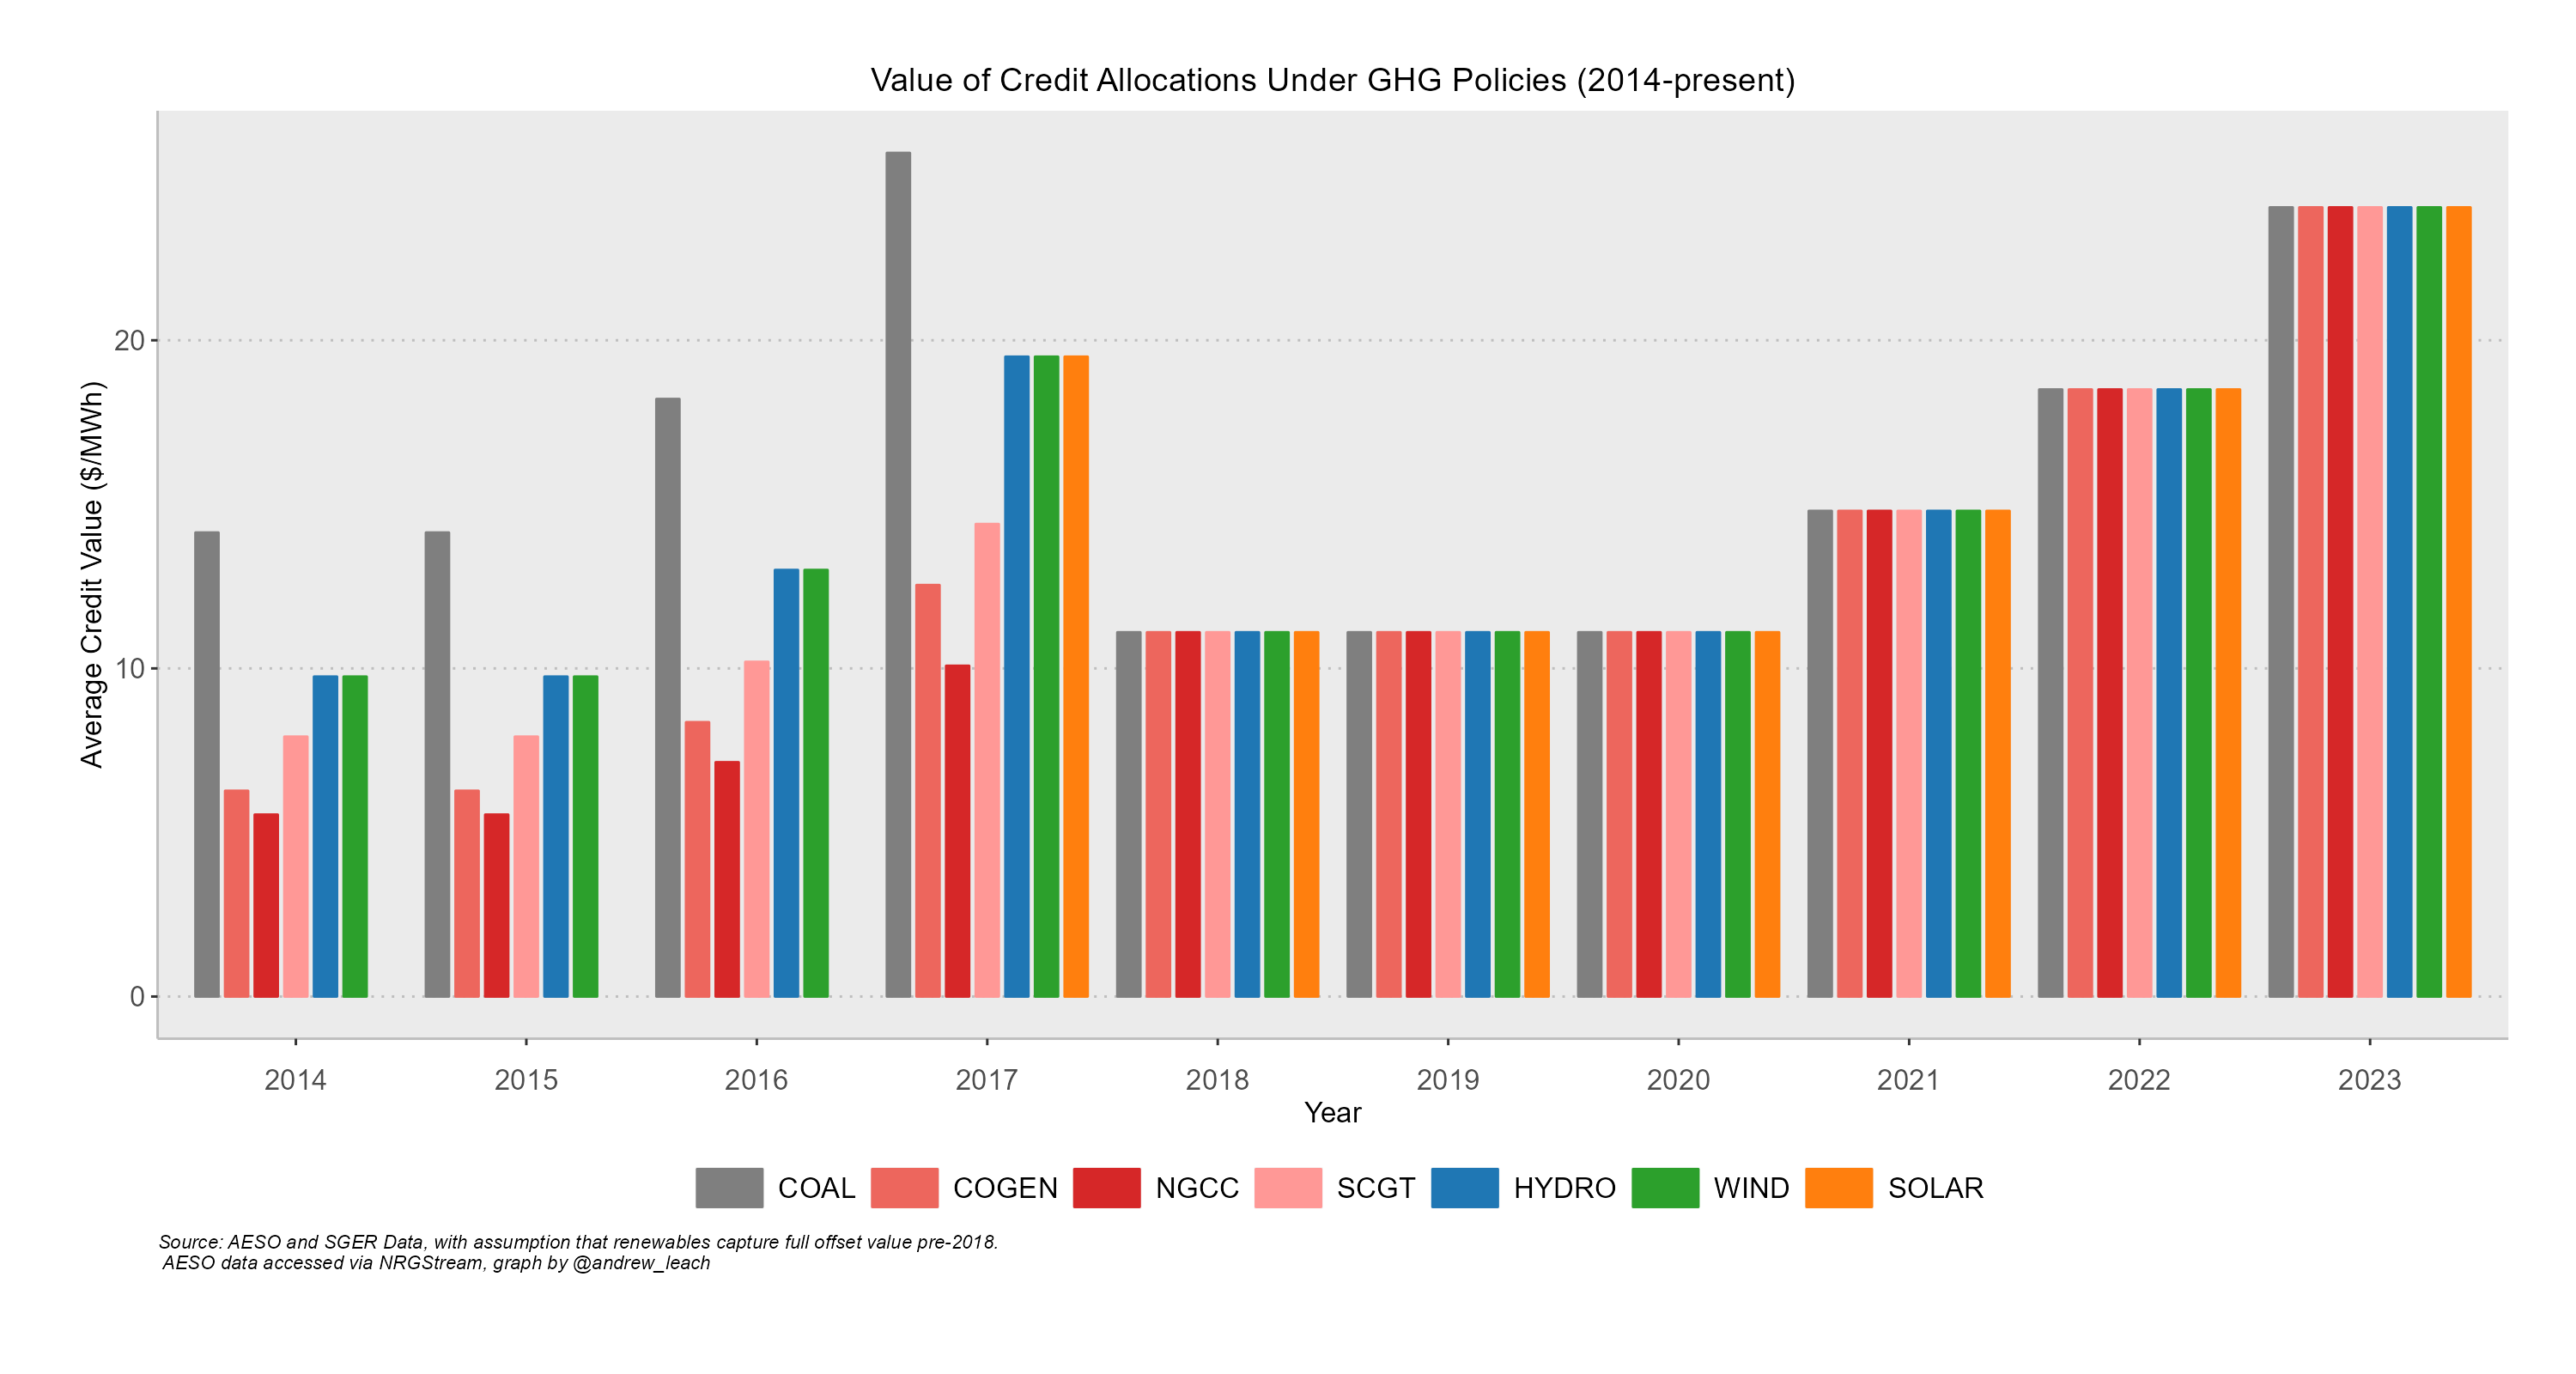 Value of Credit Allocations Under GHG Policies (2014-present)
Average Credit Value ($/MWh)
20
10
0
2014 2015 2016 2017 2018 2019 2020 2021 2022 2023
Year
COAL COGEN NGCC SCGT HYDRO WIND SOLAR
Source: AESO and SGER Data, with assumption that renewables capture full offset value pre-2018.
AESO data accessed via NRGStream, graph by @andrew_leach